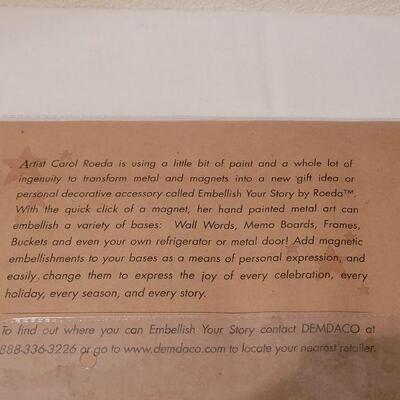 Artist Carol Roeda is using a little bit of paint and a whole lot of
ingenuity to transform metal and magnets into a new gift idea or
personal decorative accessory called Embellish Your Story by Roeda™.
With the quick click of a magnet, her hand painted metal art can
embellish a variety of bases: Wall Words, Memo Boards, Frames,
Buckets and even your own refrigerator or metal door! Add magnetic
embellishments to your bases as a means of personal expression, and
easily change them to express the joy of every celebration, every
holiday, every season, and every story.
To find out where you can Embellish Your Story contact DEMDACO at
888-336-3226 or go to www.demdaco.com to locate your nearest retailer.